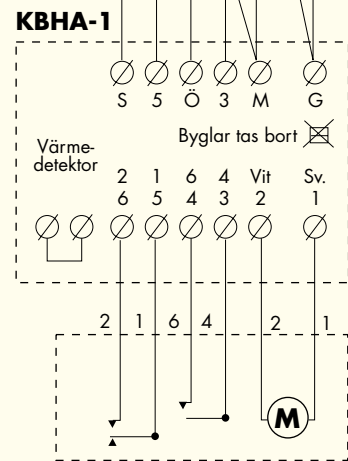 KBHA-1
S 5 Ö 3 M G
Byglar tas bort
Värme-
detektor
2 1 6 4 Vit Sv.
6 5 4 3 2 1
2 1 6 4 2 1
M